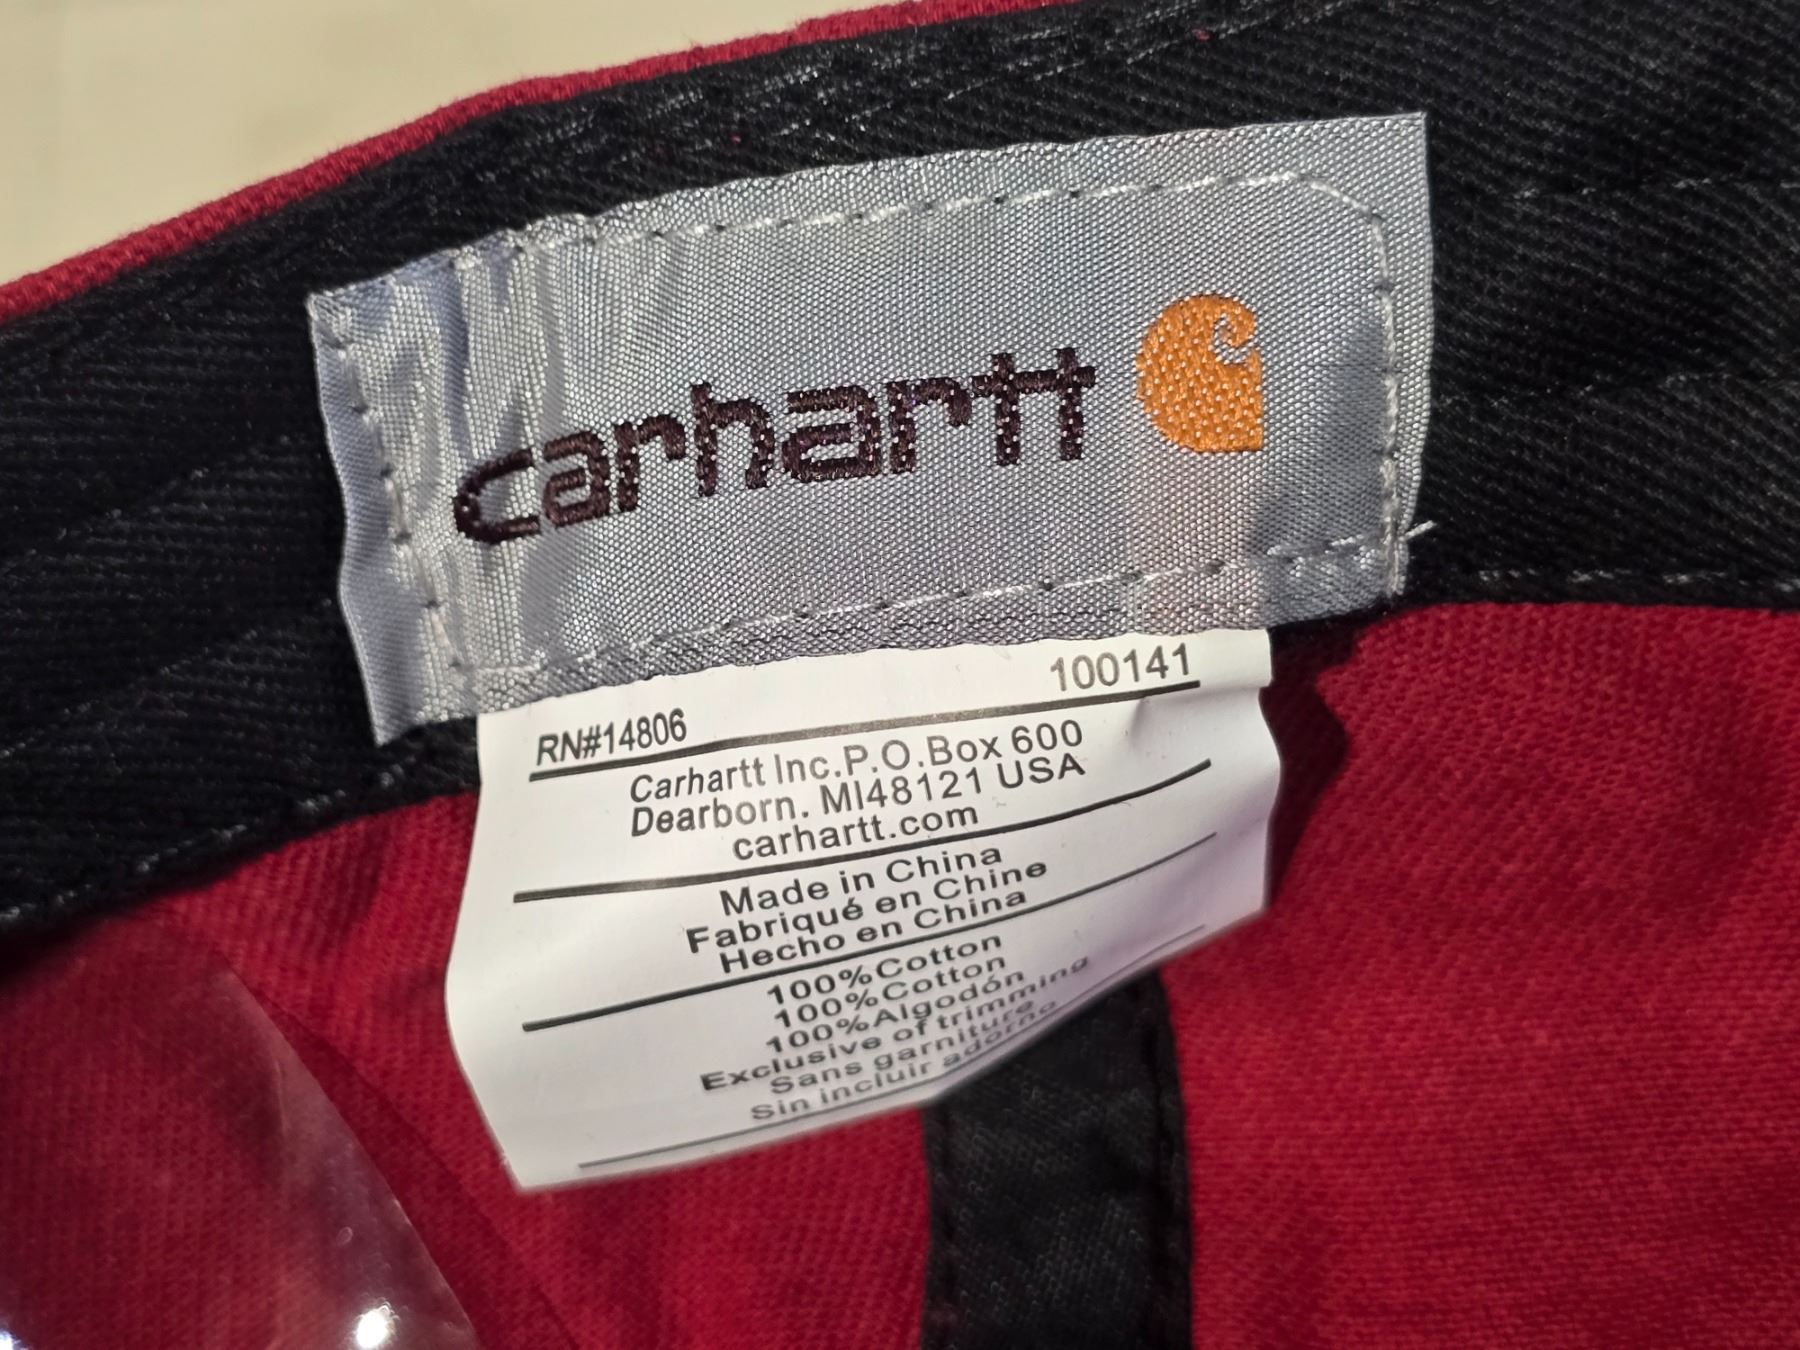 carhartt
RN#14806 100141
Carhartt Inc.P.O.Box 600
Dearborn. MI48121 USA
carhartt.com
Made in China
Fabriqué en Chine
Hecho en China
100%Cotton
100%Cotton
100%Algodón
Exclusive of trimming
Sans garniture
Sin incluir adorno